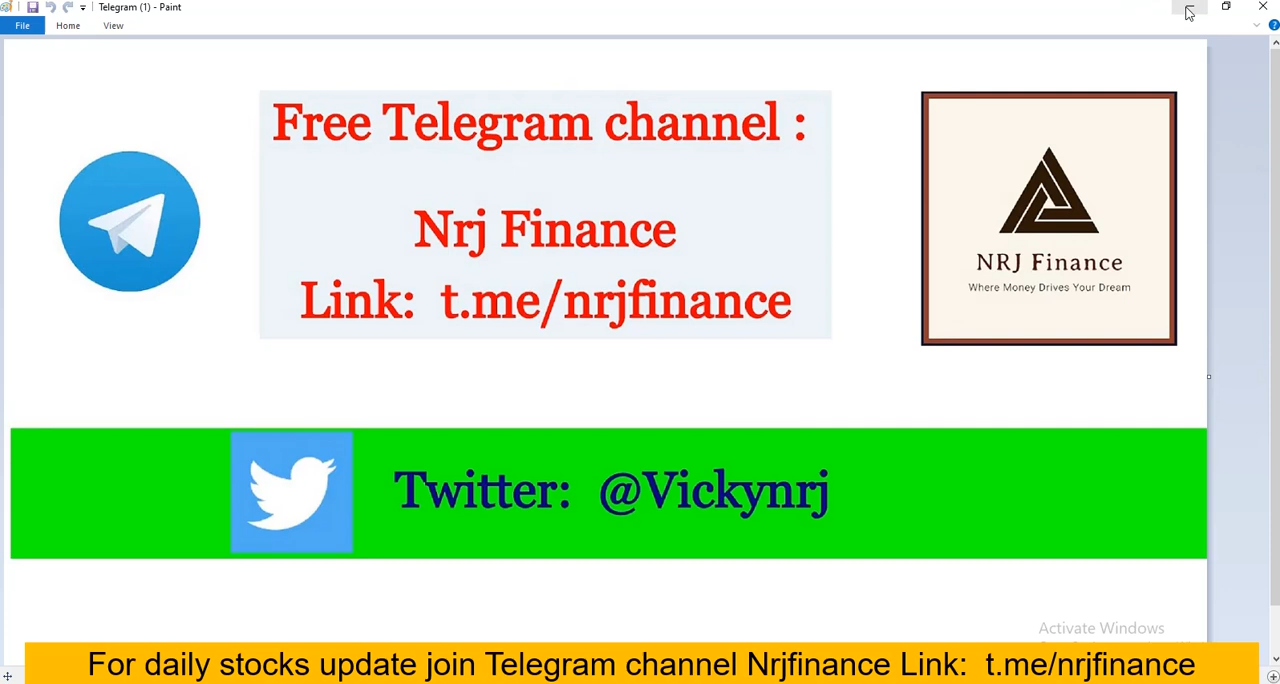 Telegram (1) - Paint
File Home View
Free Telegram channel :
Nrj Finance
Link: t.me/nrjfinance
NRJ Finance
Where Money Drives Your Dream
Twitter: @Vickynrj
Activate Windows
For daily stocks update join Telegram channel Nrjfinance Link: t.me/nrjfinance